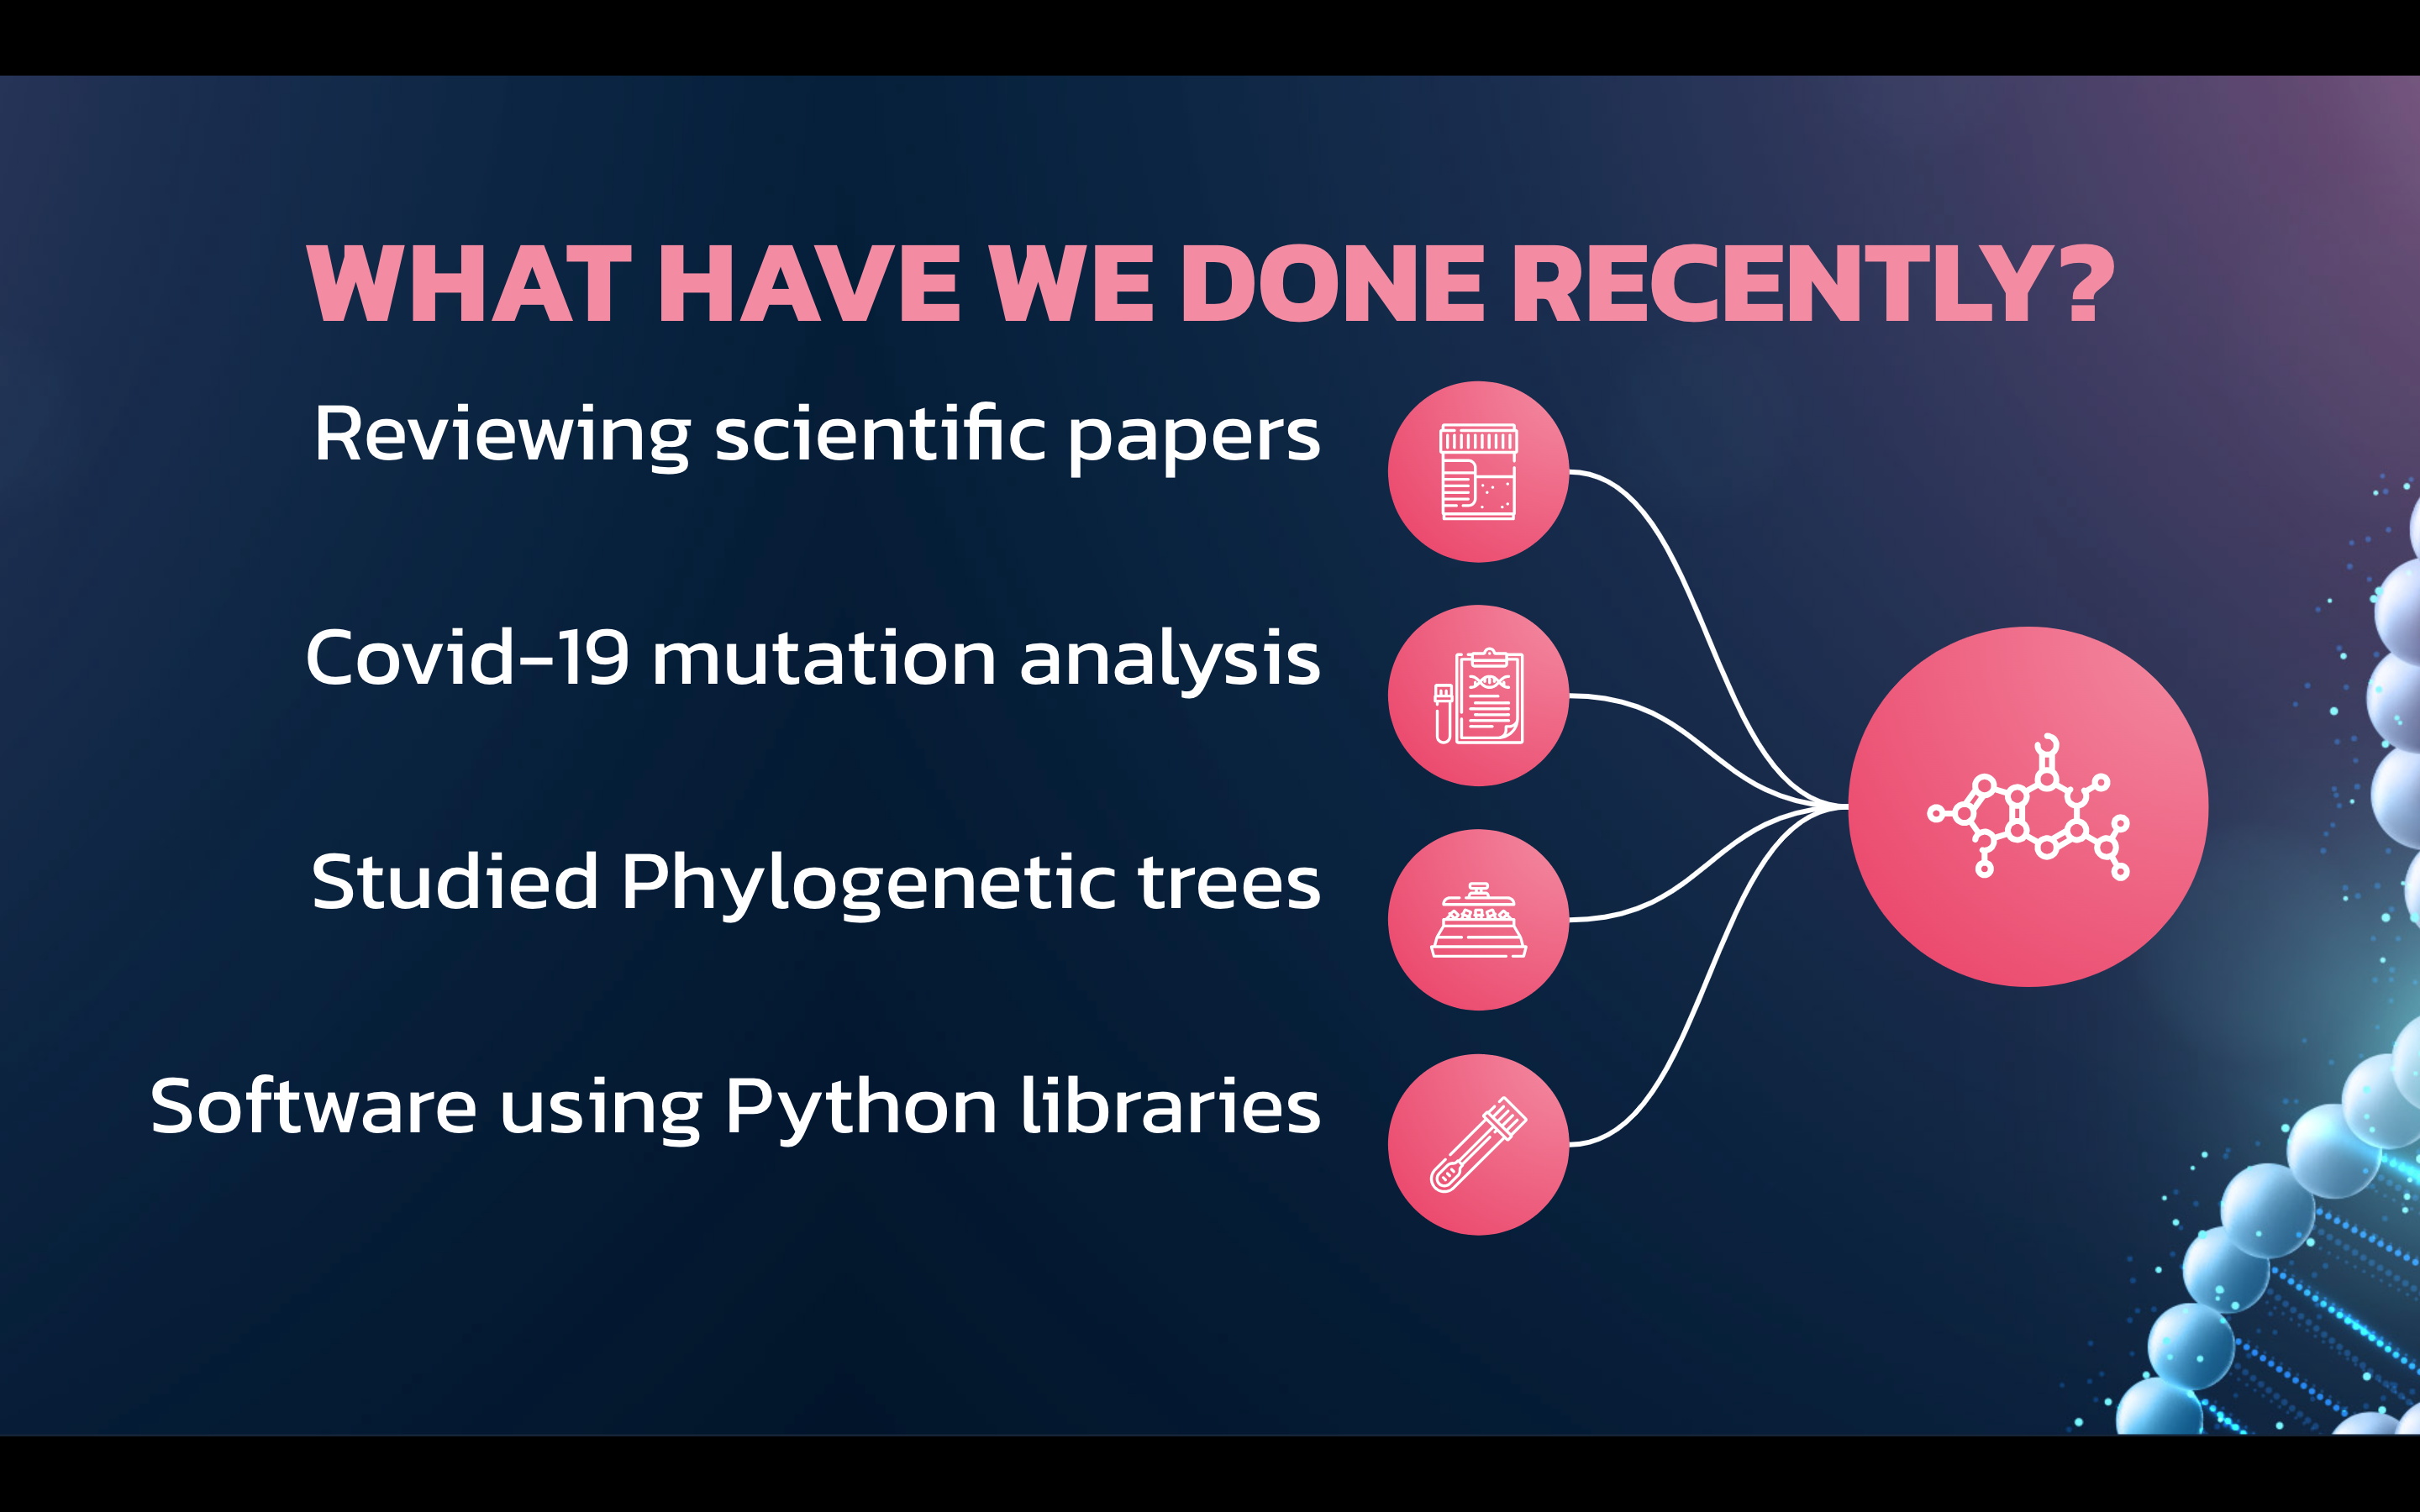 WHAT HAVE WE DONE RECENTLY?
Reviewing scientific papers
Covid-19 mutation analysis
Studied Phylogenetic trees
Software using Python libraries